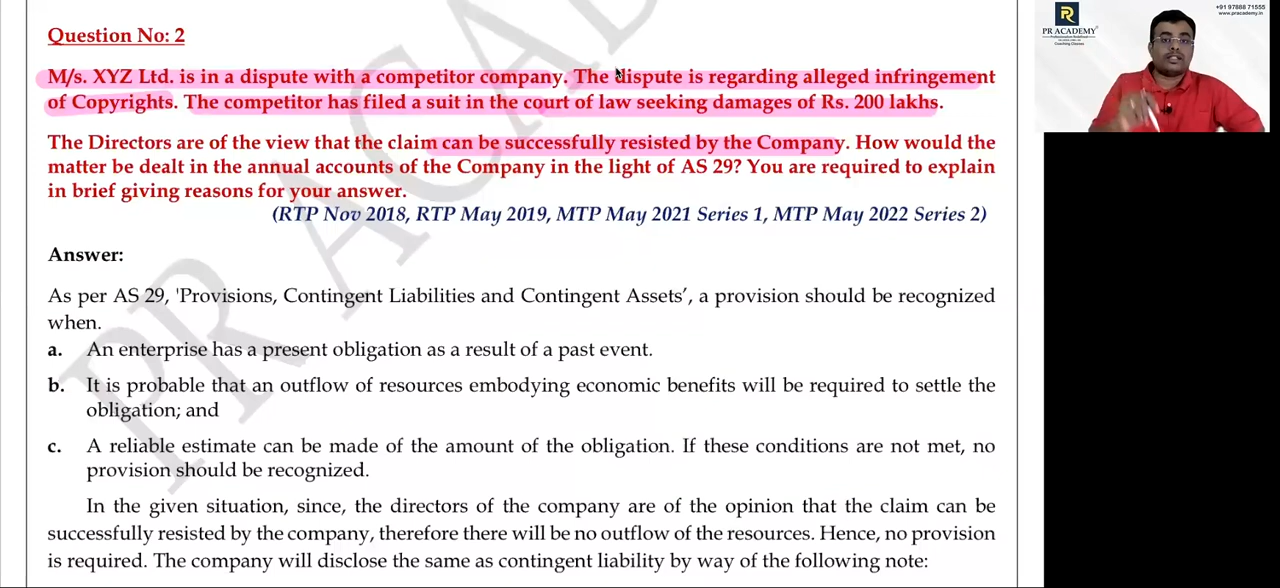 Question No: 2
M/s. XYZ Ltd. is in a dispute with a competitor company. The dispute is regarding alleged infringement
of Copyrights. The competitor has filed a suit in the court of law seeking damages of Rs. 200 lakhs.
The Directors are of the view that the claim can be successfully resisted by the Company. How would the
matter be dealt in the annual accounts of the Company in the light of AS 29? You are required to explain
in brief giving reasons for your answer.
(RTP Nov 2018, RTP May 2019, MTP May 2021 Series 1, MTP May 2022 Series 2)
Answer:
As per AS 29, 'Provisions, Contingent Liabilities and Contingent Assets’, a provision should be recognized
when.
a. An enterprise has a present obligation as a result of a past event.
b. It is probable that an outflow of resources embodying economic benefits will be required to settle the
obligation; and
c. A reliable estimate can be made of the amount of the obligation. If these conditions are not met, no
provision should be recognized.
In the given situation, since, the directors of the company are of the opinion that the claim can be
successfully resisted by the company, therefore there will be no outflow of the resources. Hence, no provision
is required. The company will disclose the same as contingent liability by way of the following note:
PR ACAD
PR ACADEMY
Coaching Classes
+91 97888 71555
www.pracademy.in